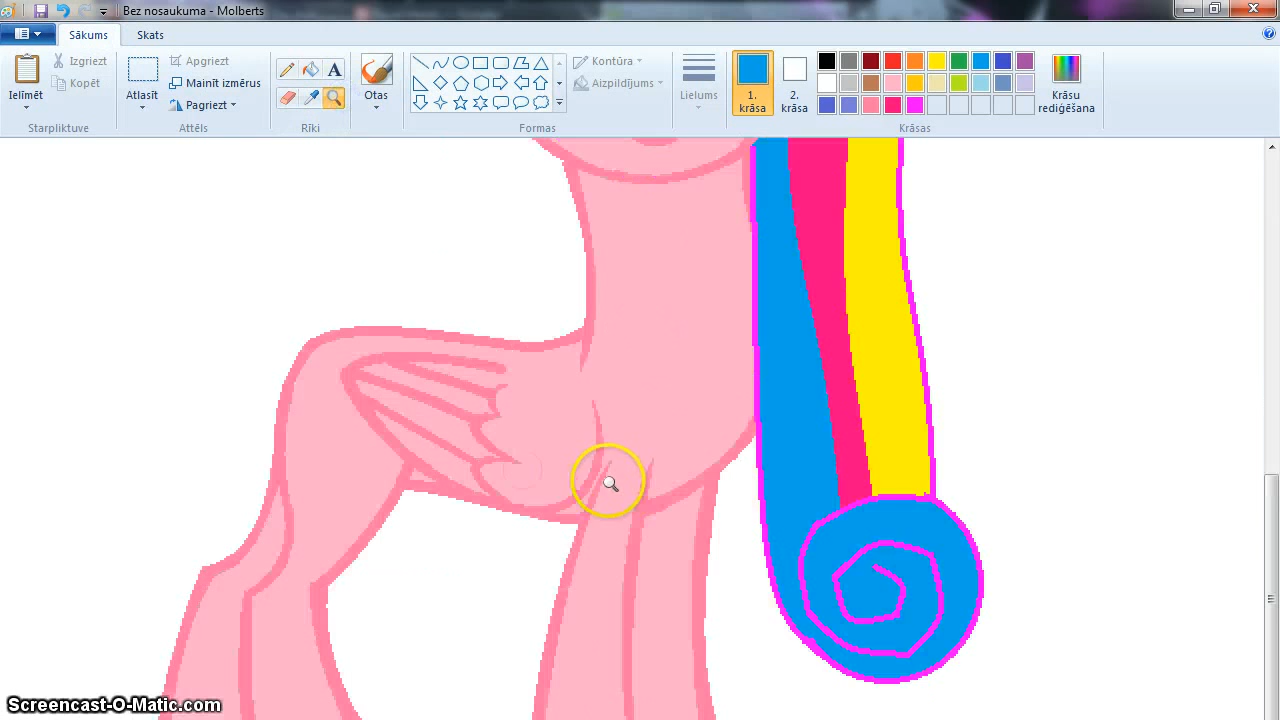 Bez nosaukuma - Molberts
Sākums
Skats
Izgriezt
Apgriezt
Kopēt
Mainīt izmērus
Pagriezt
Ielīmēt
Atlasīt
Otas
Kontūra
Aizpildījums
Lielums
1.
krāsa
2.
krāsa
Krāsu
rediģēšana
Starpliktuve
Attēls
Rīki
Formas
Krāsas
Screencast-O-Matic.com